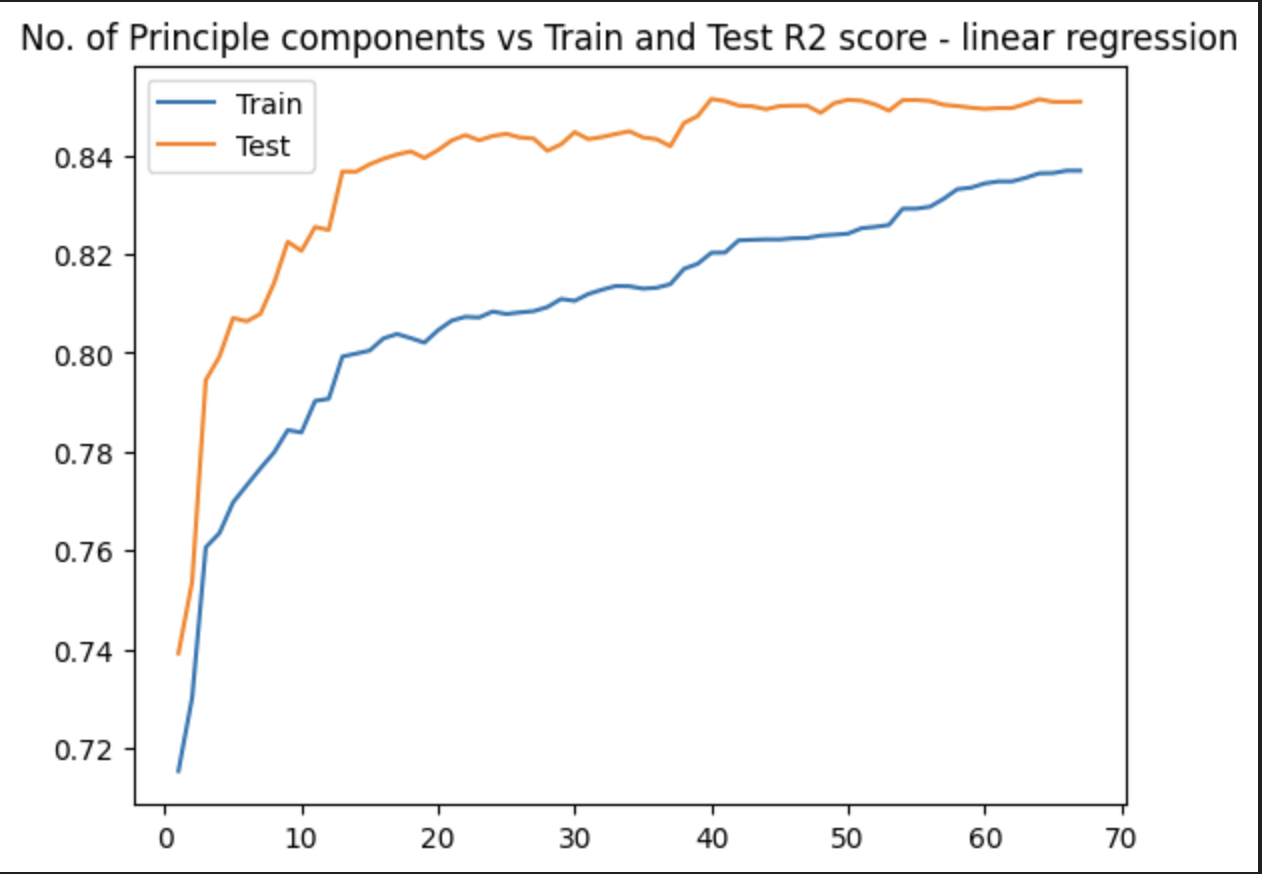 No. of Principle components vs Train and Test R2 score - linear regression
Train
Test
0.84
0.82
0.80
0.78
0.76
0.74
0.72
0 10 20 30 40 50 60 70